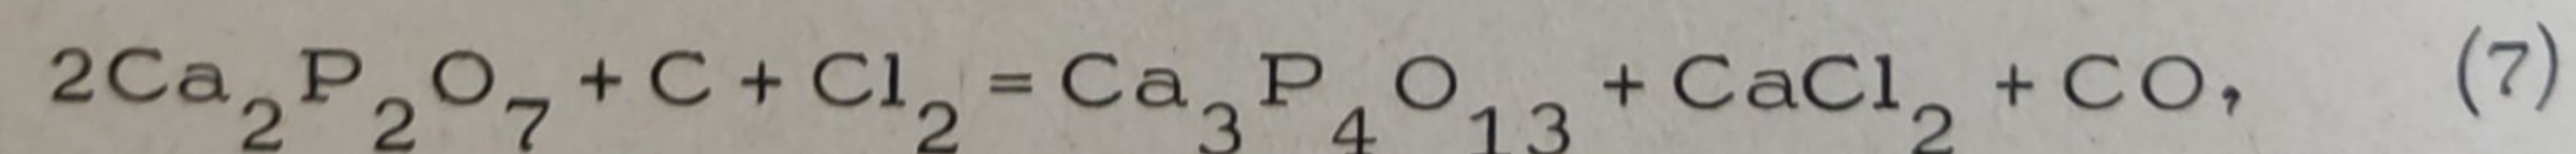 2Ca₂P₂O₇ + C + Cl₂ = Ca₃P₄O₁₃ + CaCl₂ + CO, (7)